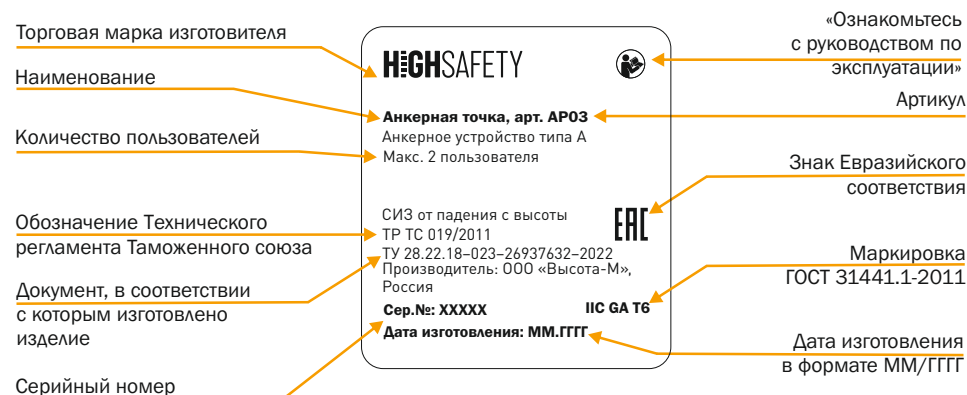 Торговая марка изготовителя
Наименование
Количество пользователей
Обозначение Технического
регламента Таможенного союза
Документ, в соответствии
с которым изготовлено
изделие
Серийный номер
HIGHSAFETY
Анкерная точка, арт. АР03
Анкерное устройство типа А
Макс. 2 пользователя
СИЗ от падения с высоты
ТР ТС 019/2011
ТУ 28.22.18–023–26937632–2022
Производитель: ООО «Высота-М»,
Россия
Сер.№: XXXXX
IIC GA T6
Дата изготовления: ММ.ГГГГ
EAC
«Ознакомьтесь
с руководством по
эксплуатации»
Артикул
Знак Евразийского
соответствия
Маркировка
ГОСТ 31441.1-2011
Дата изготовления
в формате ММ/ГГГГ